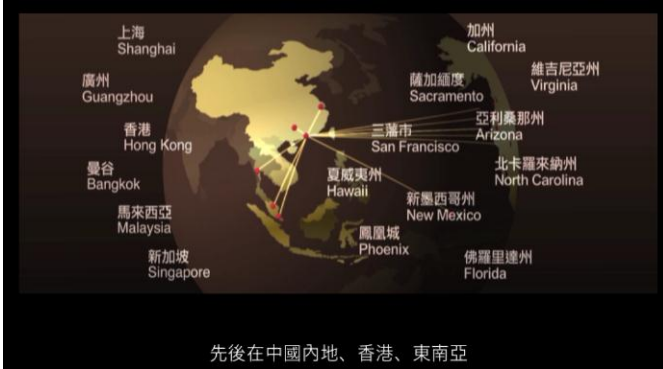 上海
Shanghai
廣州
Guangzhou
香港
Hong Kong
曼谷
Bangkok
馬來西亞
Malaysia
新加坡
Singapore
加州
California
維吉尼亞州
Virginia
薩加緬度
Sacramento
亞利桑那州
Arizona
三藩市
San Francisco
北卡羅來納州
North Carolina
夏威夷州
Hawaii
新墨西哥州
New Mexico
鳳凰城
Phoenix
佛羅里達州
Florida
先後在中國內地、香港、東南亞